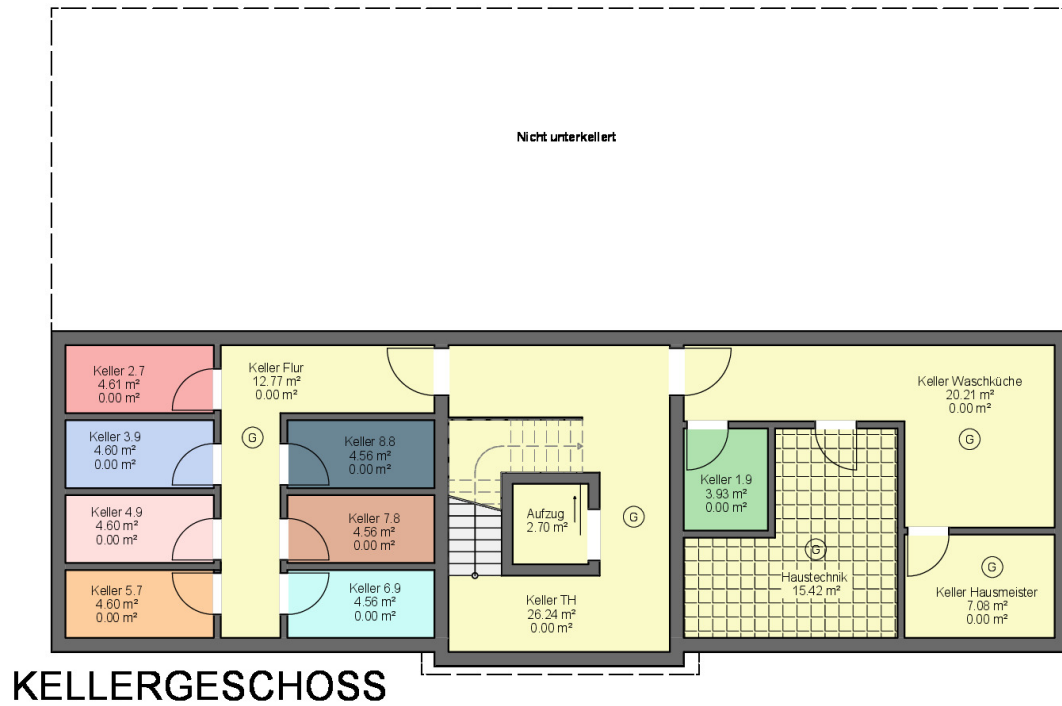 Nicht unterkellert
Keller 2.7
4.61 m²
0.00 m²
Keller Flur
12.77 m²
0.00 m²
Keller Waschküche
20.21 m²
0.00 m²
Keller 3.9
4.60 m²
0.00 m²
G
Keller 8.8
4.56 m²
0.00 m²
G
Keller 1.9
3.93 m²
0.00 m²
Keller 4.9
4.60 m²
0.00 m²
Keller 7.8
4.56 m²
0.00 m²
Aufzug
2.70 m²
G
G
Haustechnik
15.42 m²
G
Keller Hausmeister
7.08 m²
0.00 m²
Keller 5.7
4.60 m²
0.00 m²
Keller 6.9
4.56 m²
0.00 m²
Keller TH
26.24 m²
0.00 m²
KELLERGESCHOSS